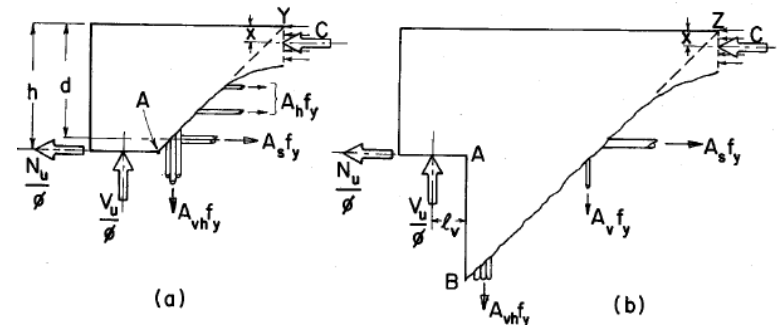 Y
x
C
h
d
A
A_h f_y
A_s f_y
N_u/ø
V_u/ø
A_vh f_y
(a)
Z
x
C
A
N_u/ø
V_u/ø
ℓ_v
A_s f_y
A_v f_y
B
A_vh f_y
(b)